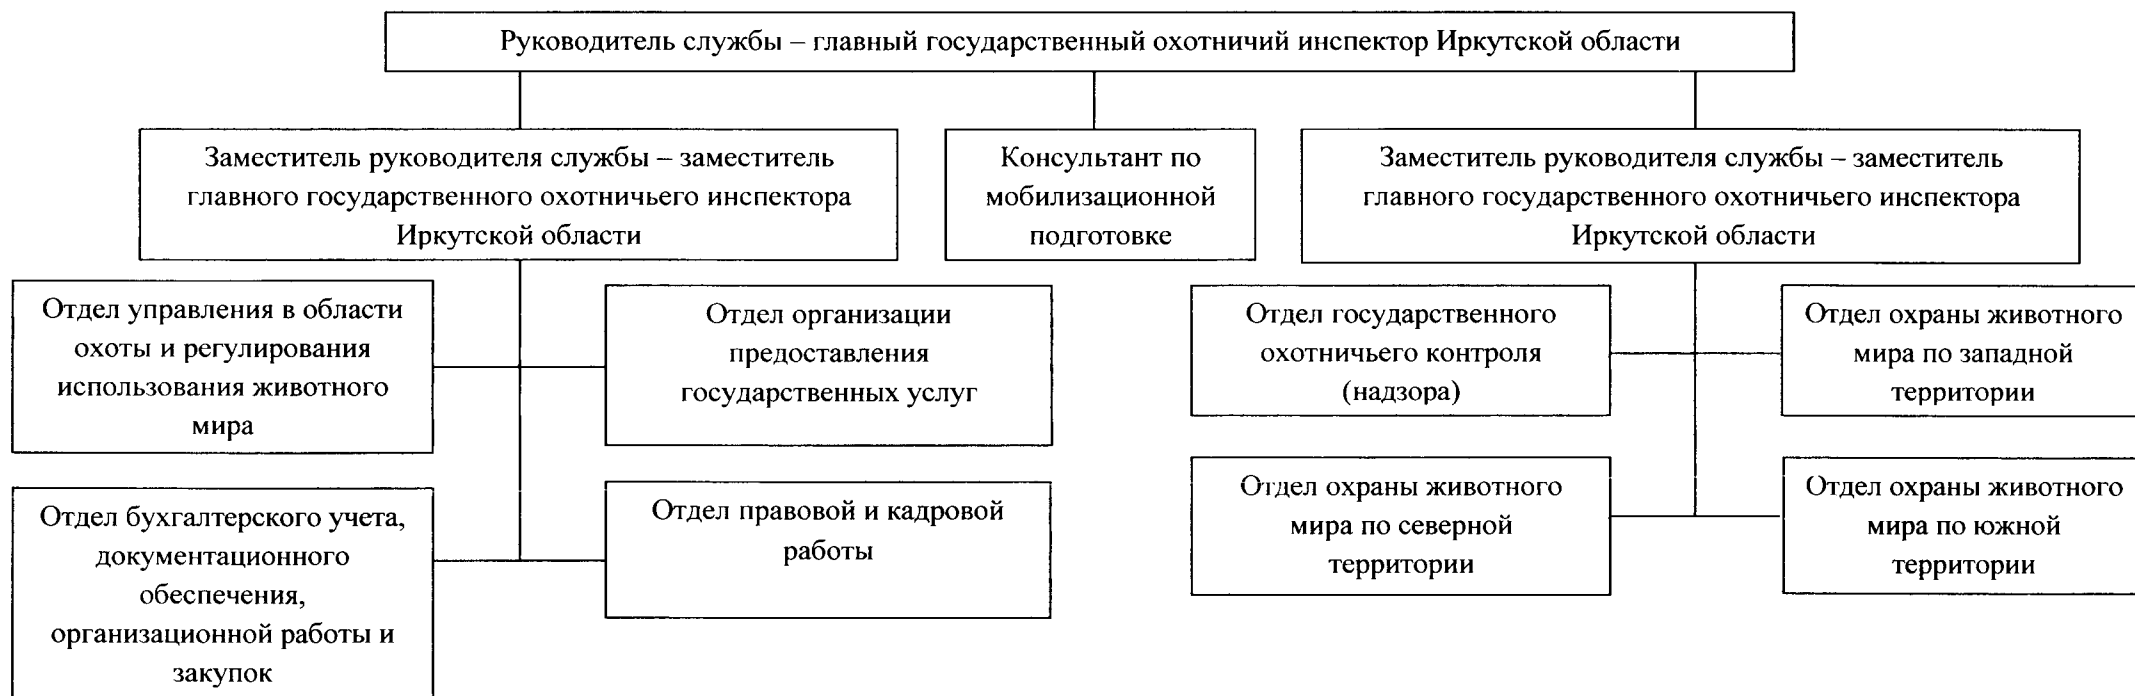 Руководитель службы – главный государственный охотничий инспектор Иркутской области
Заместитель руководителя службы – заместитель
главного государственного охотничьего инспектора
Иркутской области
Консультант по
мобилизационной
подготовке
Заместитель руководителя службы – заместитель
главного государственного охотничьего инспектора
Иркутской области
Отдел управления в области
охоты и регулирования
использования животного
мира
Отдел организации
предоставления
государственных услуг
Отдел государственного
охотничьего контроля
(надзора)
Отдел охраны животного
мира по западной
территории
Отдел бухгалтерского учета,
документационного
обеспечения,
организационной работы и
закупок
Отдел правовой и кадровой
работы
Отдел охраны животного
мира по северной
территории
Отдел охраны животного
мира по южной
территории